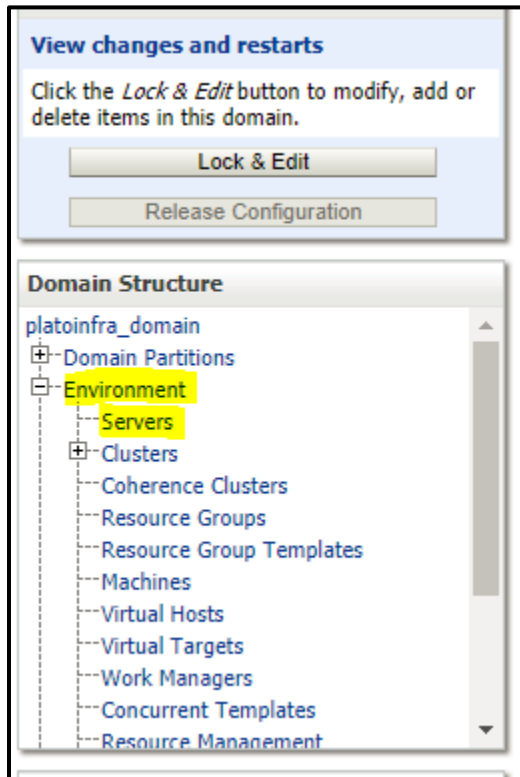 View changes and restarts
Click the Lock & Edit button to modify, add or
delete items in this domain.
Lock & Edit
Release Configuration
Domain Structure
platoinfra_domain
Domain Partitions
Environment
Servers
Clusters
Coherence Clusters
Resource Groups
Resource Group Templates
Machines
Virtual Hosts
Virtual Targets
Work Managers
Concurrent Templates
Resource Management